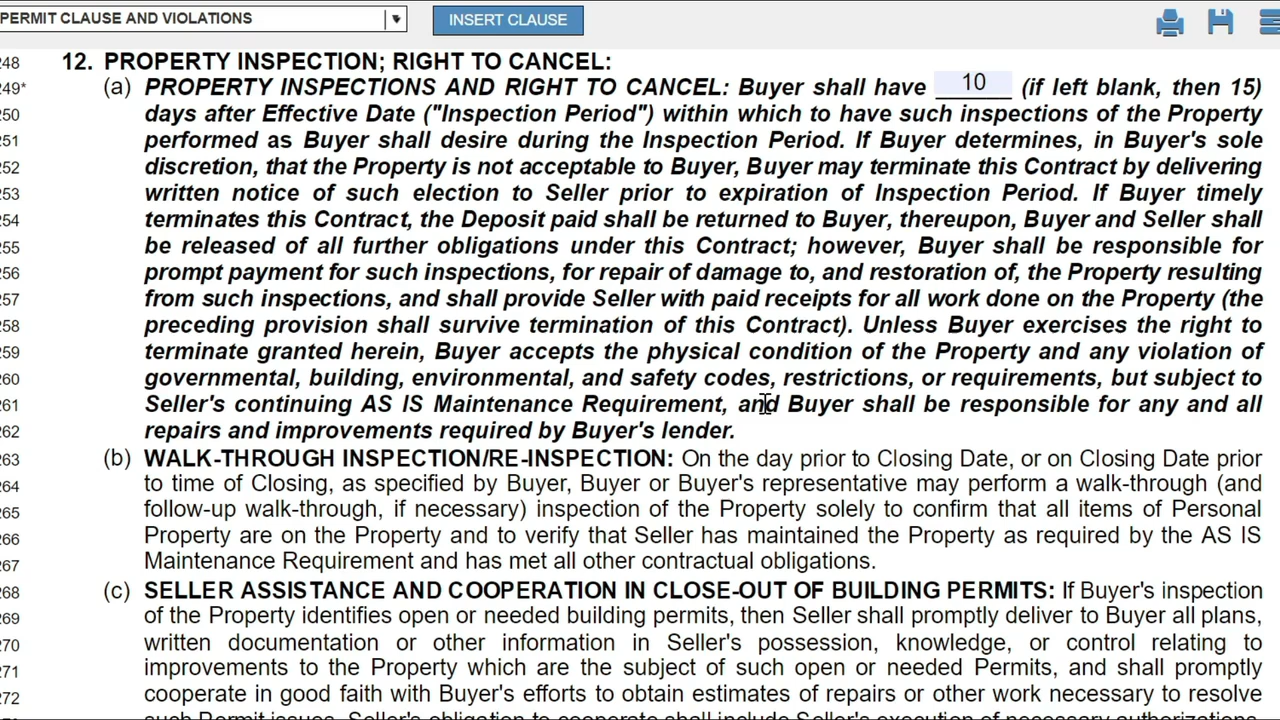 PERMIT CLAUSE AND VIOLATIONS
INSERT CLAUSE
248 12. PROPERTY INSPECTION; RIGHT TO CANCEL:
249* (a) PROPERTY INSPECTIONS AND RIGHT TO CANCEL: Buyer shall have 10 (if left blank, then 15)
250 days after Effective Date ("Inspection Period") within which to have such inspections of the Property
251 performed as Buyer shall desire during the Inspection Period. If Buyer determines, in Buyer's sole
252 discretion, that the Property is not acceptable to Buyer, Buyer may terminate this Contract by delivering
253 written notice of such election to Seller prior to expiration of Inspection Period. If Buyer timely
254 terminates this Contract, the Deposit paid shall be returned to Buyer, thereupon, Buyer and Seller shall
255 be released of all further obligations under this Contract; however, Buyer shall be responsible for
256 prompt payment for such inspections, for repair of damage to, and restoration of, the Property resulting
257 from such inspections, and shall provide Seller with paid receipts for all work done on the Property (the
258 preceding provision shall survive termination of this Contract). Unless Buyer exercises the right to
259 terminate granted herein, Buyer accepts the physical condition of the Property and any violation of
260 governmental, building, environmental, and safety codes, restrictions, or requirements, but subject to
261 Seller's continuing AS IS Maintenance Requirement, and Buyer shall be responsible for any and all
262 repairs and improvements required by Buyer's lender.
263 (b) WALK-THROUGH INSPECTION/RE-INSPECTION: On the day prior to Closing Date, or on Closing Date prior
264 to time of Closing, as specified by Buyer, Buyer or Buyer's representative may perform a walk-through (and
265 follow-up walk-through, if necessary) inspection of the Property solely to confirm that all items of Personal
266 Property are on the Property and to verify that Seller has maintained the Property as required by the AS IS
267 Maintenance Requirement and has met all other contractual obligations.
268 (c) SELLER ASSISTANCE AND COOPERATION IN CLOSE-OUT OF BUILDING PERMITS: If Buyer's inspection
269 of the Property identifies open or needed building permits, then Seller shall promptly deliver to Buyer all plans,
270 written documentation or other information in Seller's possession, knowledge, or control relating to
271 improvements to the Property which are the subject of such open or needed Permits, and shall promptly
272 cooperate in good faith with Buyer's efforts to obtain estimates of repairs or other work necessary to resolve
such Permit issues. Seller's obligation to cooperate shall include Seller's execution of necessary authorizations,